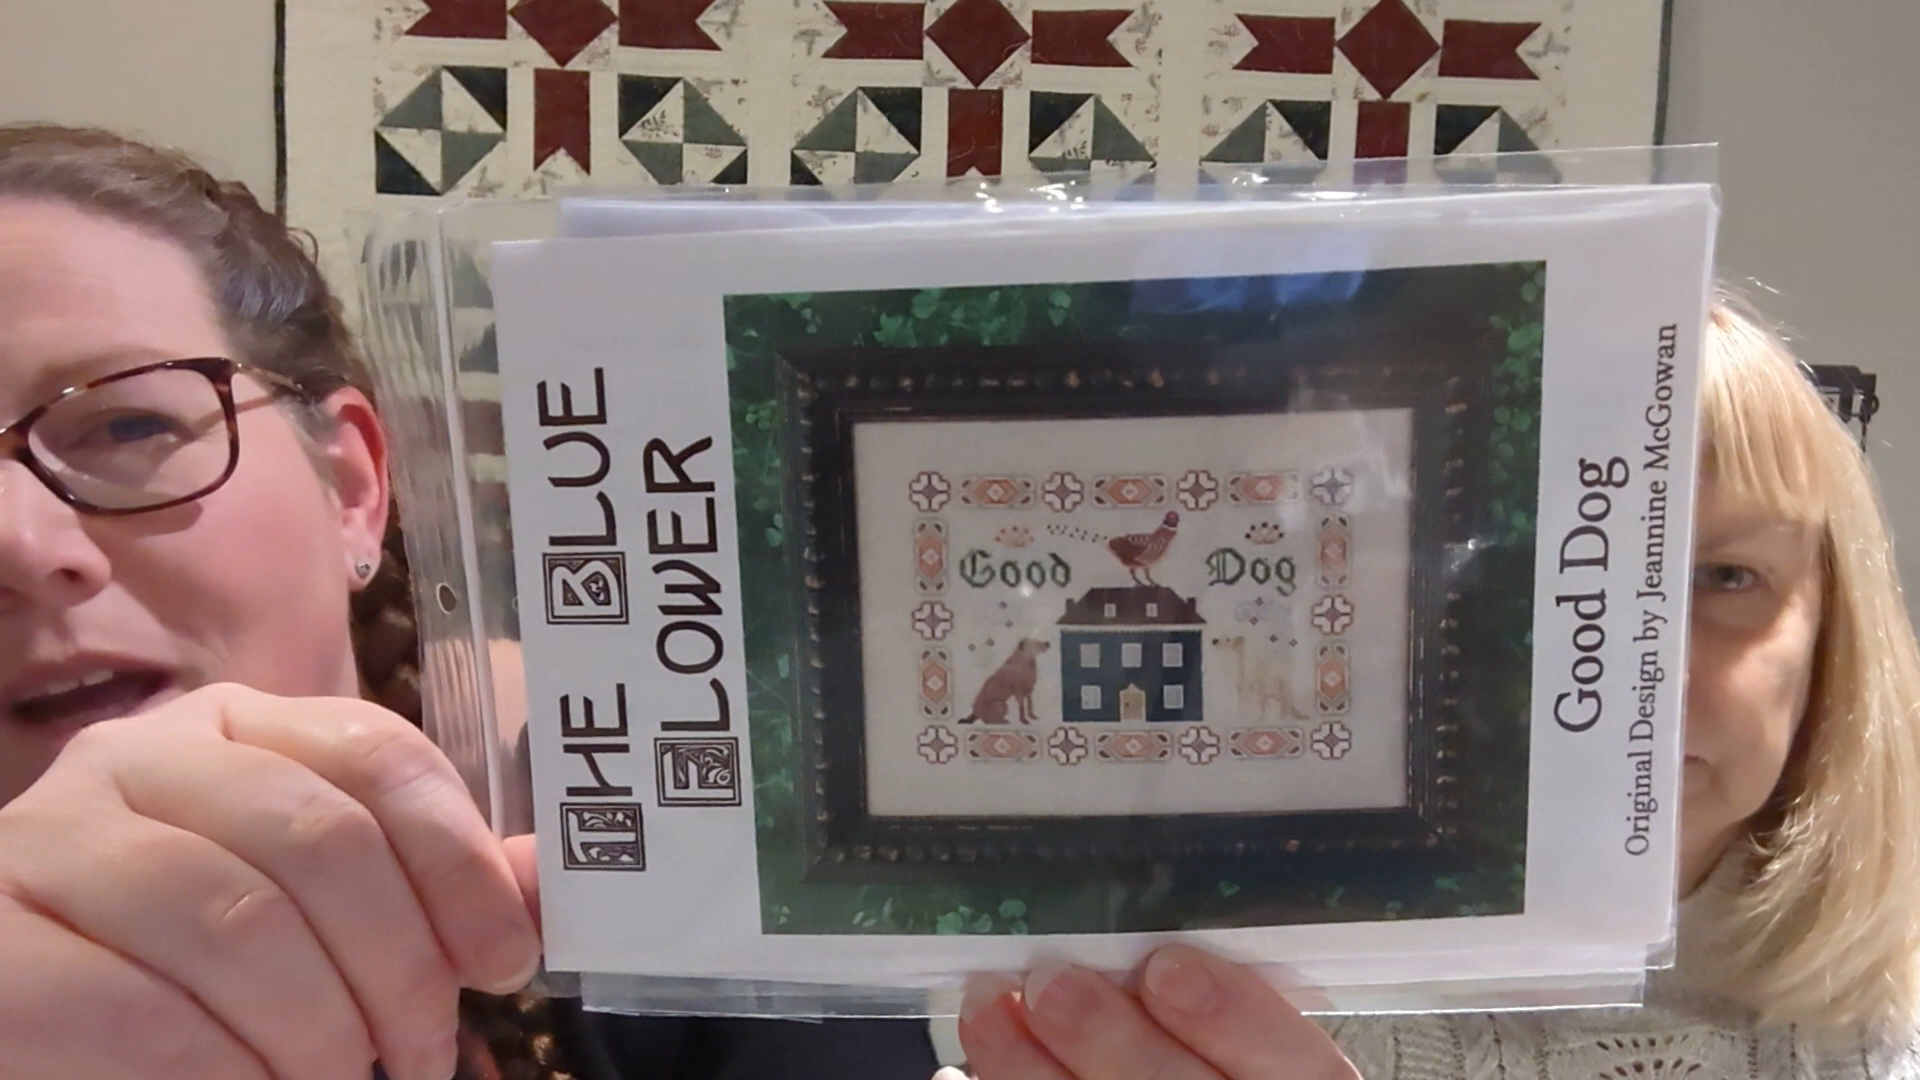 THE BLUE
FLOWER
Good Dog
Good Dog
Original Design by Jeannine McGowan